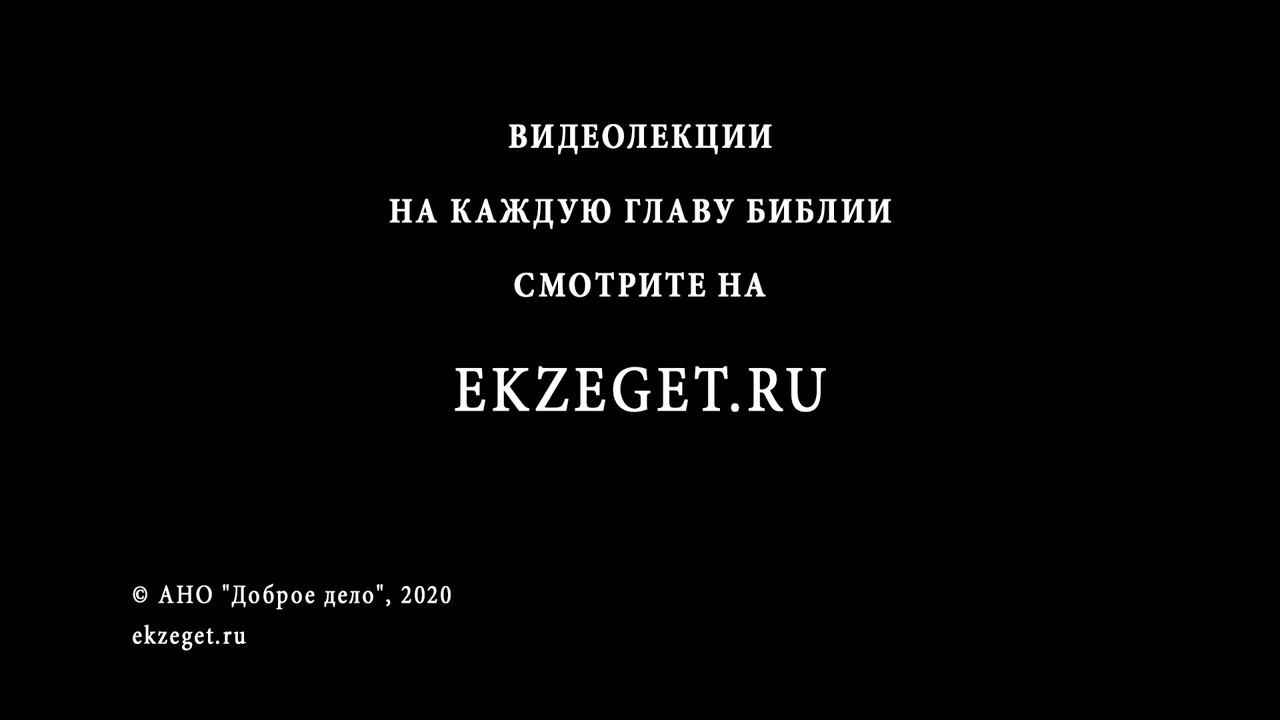 ВИДЕОЛЕКЦИИ
НА КАЖДУЮ ГЛАВУ БИБЛИИ
СМОТРИТЕ НА
EKZEGET.RU
© АНО "Доброе дело", 2020
ekzeget.ru